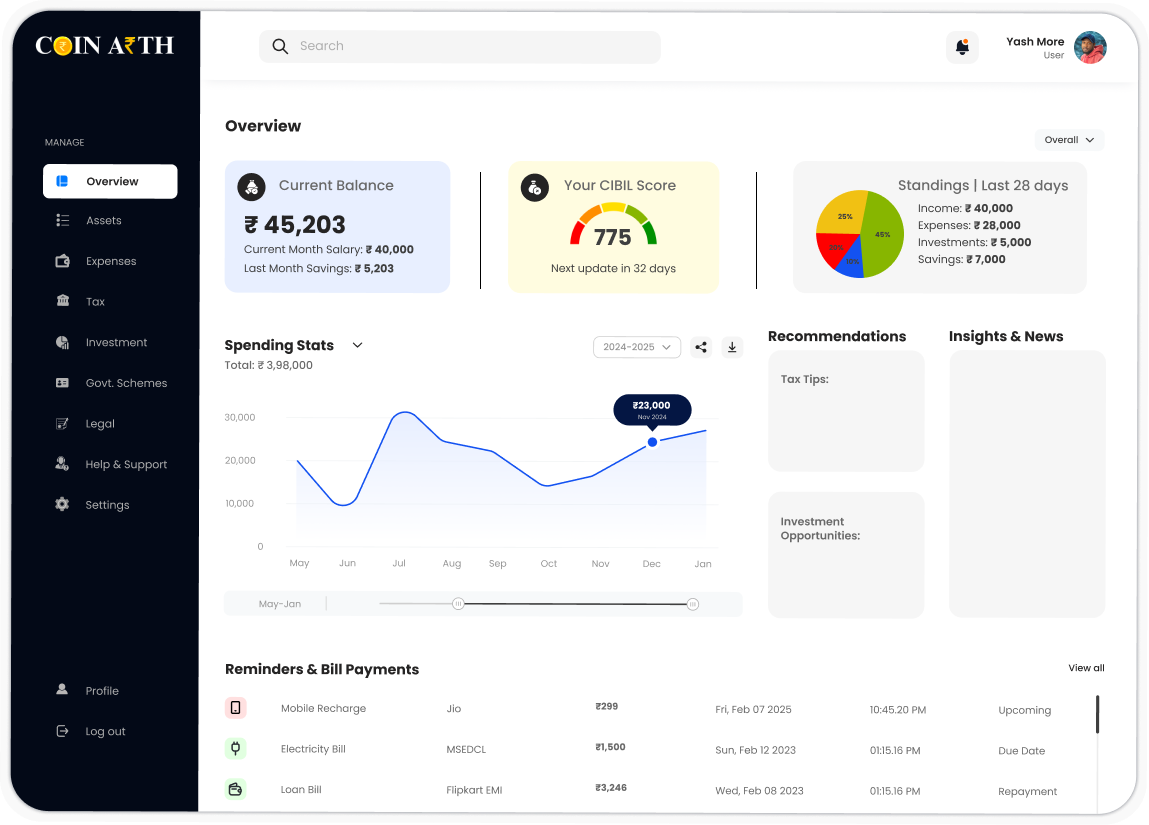 COIN ARTH
Search
Yash More
User
MANAGE
Overview
Assets
Expenses
Tax
Investment
Govt. Schemes
Legal
Help & Support
Settings
Profile
Log out
Overview
Overall
Current Balance
₹ 45,203
Current Month Salary: ₹ 40,000
Last Month Savings: ₹ 5,203
Your CIBIL Score
775
Next update in 32 days
Standings | Last 28 days
Income: ₹ 40,000
Expenses: ₹ 28,000
Investments: ₹ 5,000
Savings: ₹ 7,000
25%
45%
20%
10%
Spending Stats
Total: ₹ 3,98,000
2024-2025
₹23,000
Nov 2024
30,000
20,000
10,000
0
May Jun Jul Aug Sep Oct Nov Dec Jan
May-Jan
Recommendations
Tax Tips:
Investment
Opportunities:
Insights & News
Reminders & Bill Payments
View all
Mobile Recharge Jio ₹299 Fri, Feb 07 2025 10:45.20 PM Upcoming
Electricity Bill MSEDCL ₹1,500 Sun, Feb 12 2023 01:15.16 PM Due Date
Loan Bill Flipkart EMI ₹3,246 Wed, Feb 08 2023 01:15.16 PM Repayment